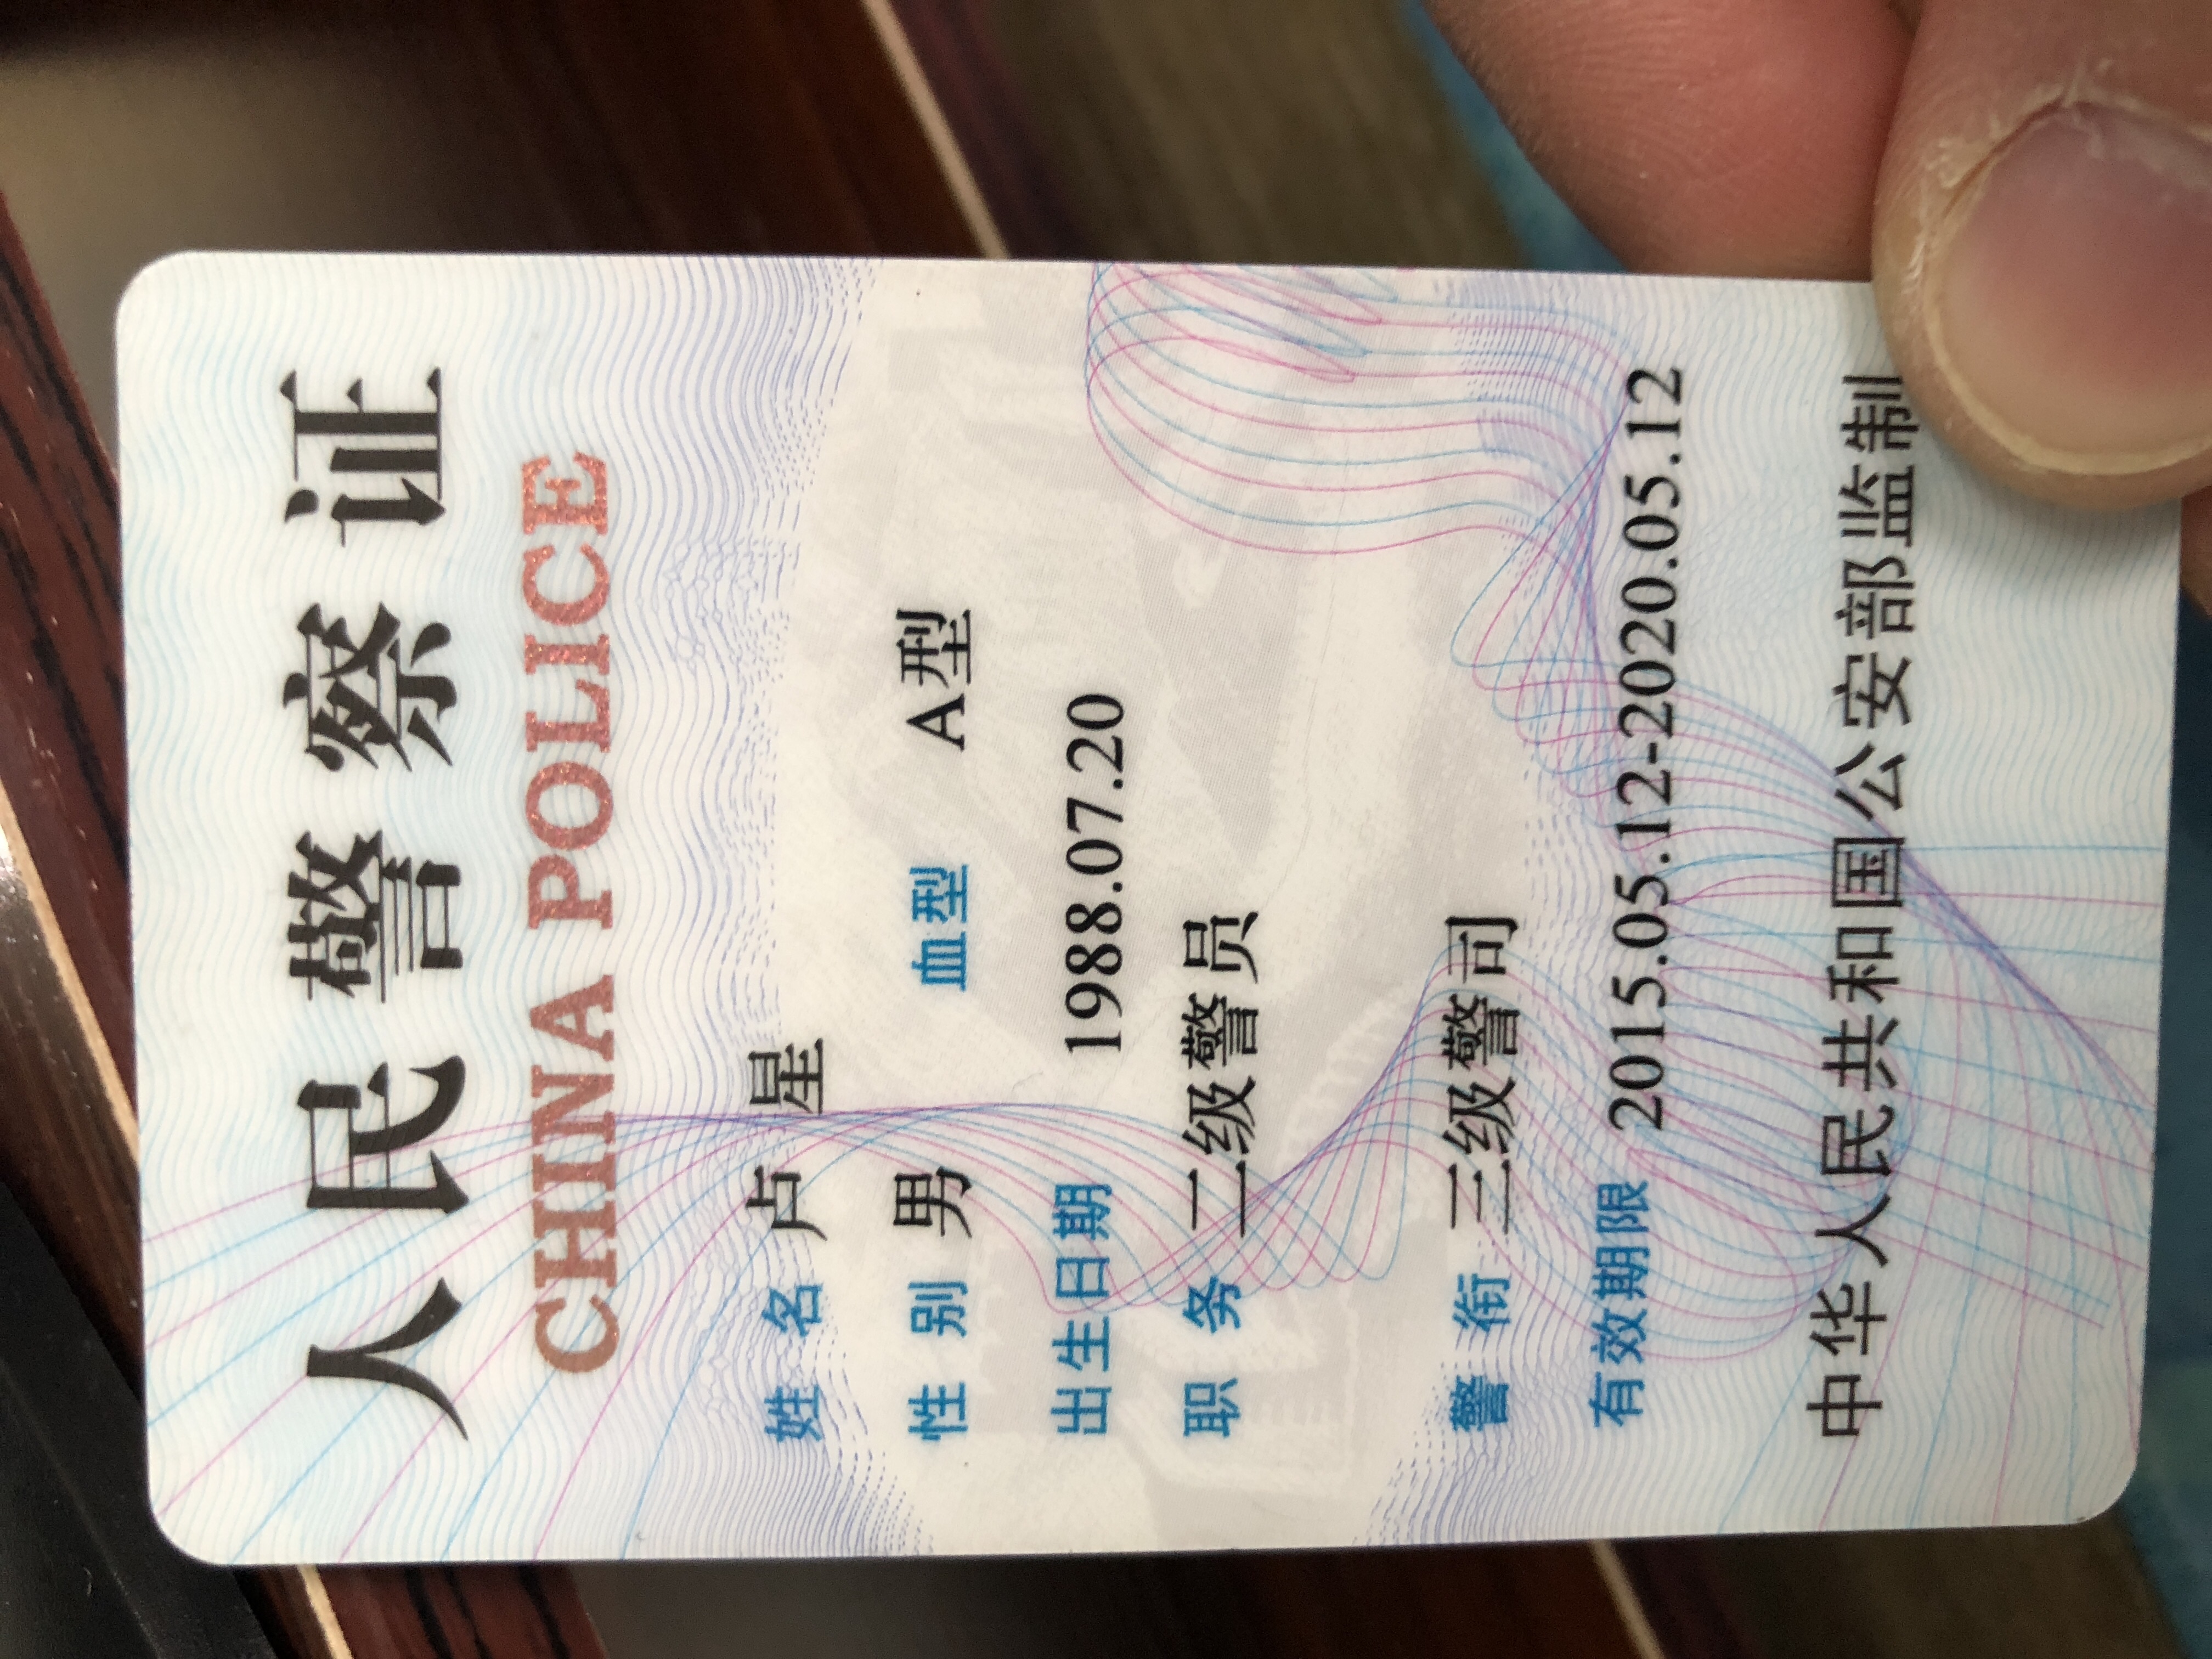 人民警察证
CHINA POLICE
姓名 卢星
性别 男 血型 A型
出生日期 1988.07.20
职务 二级警员
警衔 三级警司
有效期限 2015.05.12-2020.05.12
中华人民共和国公安部监制